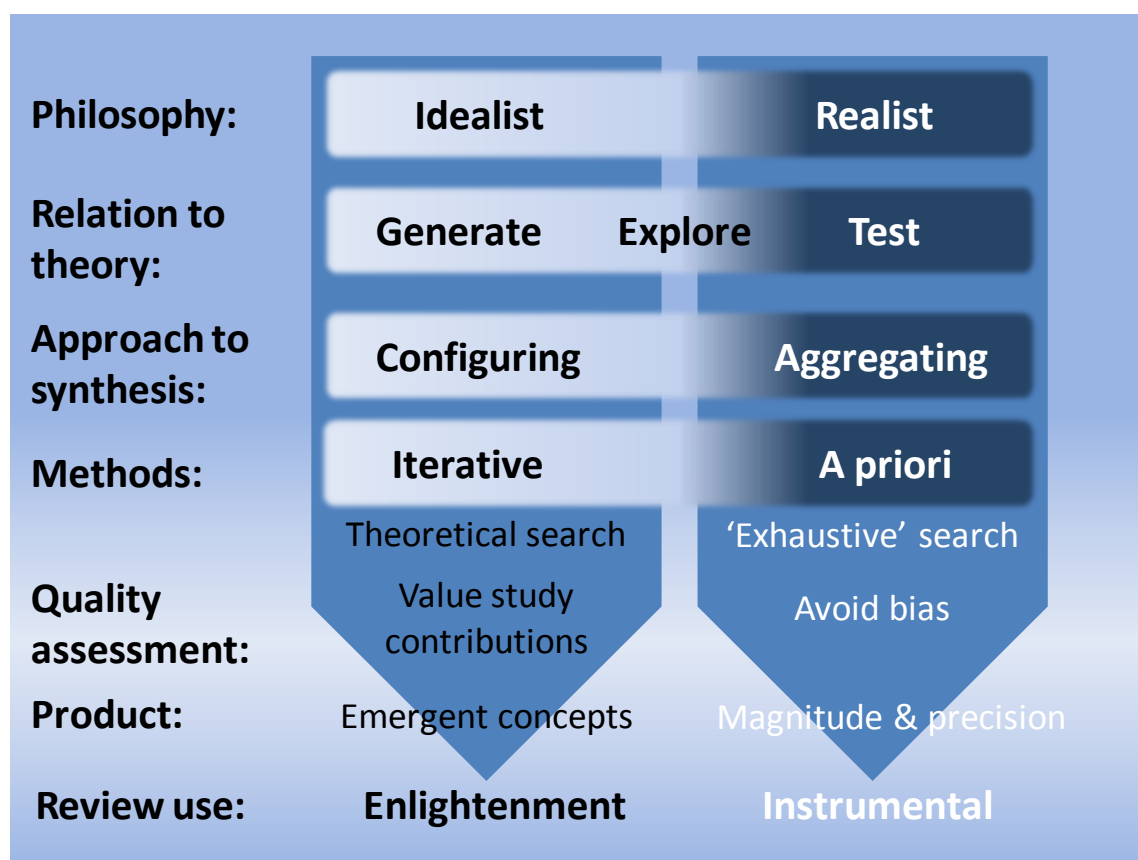 Philosophy: Idealist Realist
Relation to
theory: Generate Explore Test
Approach to
synthesis: Configuring Aggregating
Methods: Iterative A priori
Theoretical search ‘Exhaustive’ search
Quality
assessment: Value study
contributions Avoid bias
Product: Emergent concepts Magnitude & precision
Review use: Enlightenment Instrumental